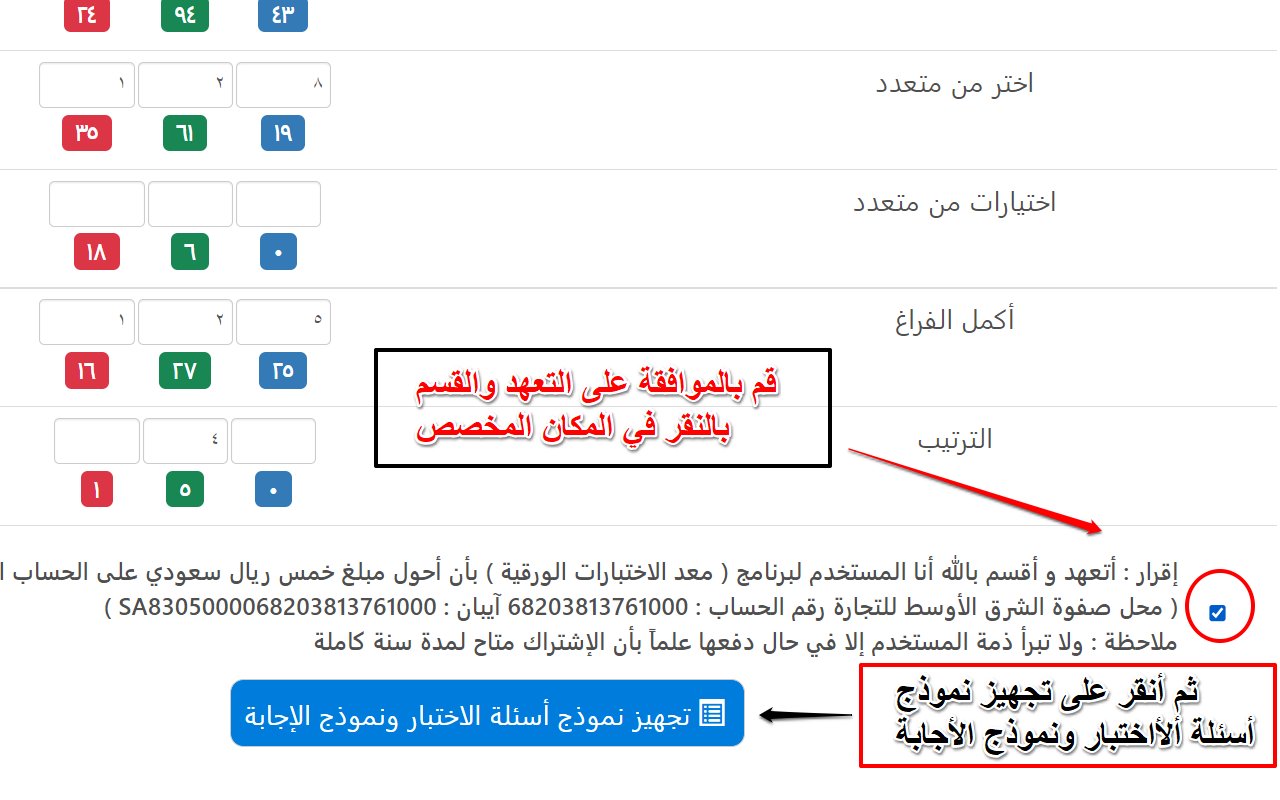 ٤٣ ٩٤ ٢٤
اختر من متعدد ٨ ٢ ١
١٩ ٦١ ٣٥
اختيارات من متعدد
٠ ٦ ١٨
أكمل الفراغ ٥ ٢ ١
٢٥ ٢٧ ١٦
قم بالموافقة على التعهد والقسم
بالنقر في المكان المخصص
الترتيب ٤
٠ ٥ ١
إقرار : أتعهد و أقسم بالله أنا المستخدم لبرنامج ( معد الاختبارات الورقية ) بأن أحول مبلغ خمس ريال سعودي على الحساب ا
( محل صفوة الشرق الأوسط للتجارة رقم الحساب : 68203813761000 آيبان : SA8305000068203813761000 )
ملاحظة : ولا تبرأ ذمة المستخدم إلا في حال دفعها علماً بأن الإشتراك متاح لمدة سنة كاملة
ثم أنقر على تجهيز نموذج
أسئلة ألأاختبار ونموذج الأجابة
تجهيز نموذج أسئلة الاختبار ونموذج الإجابة